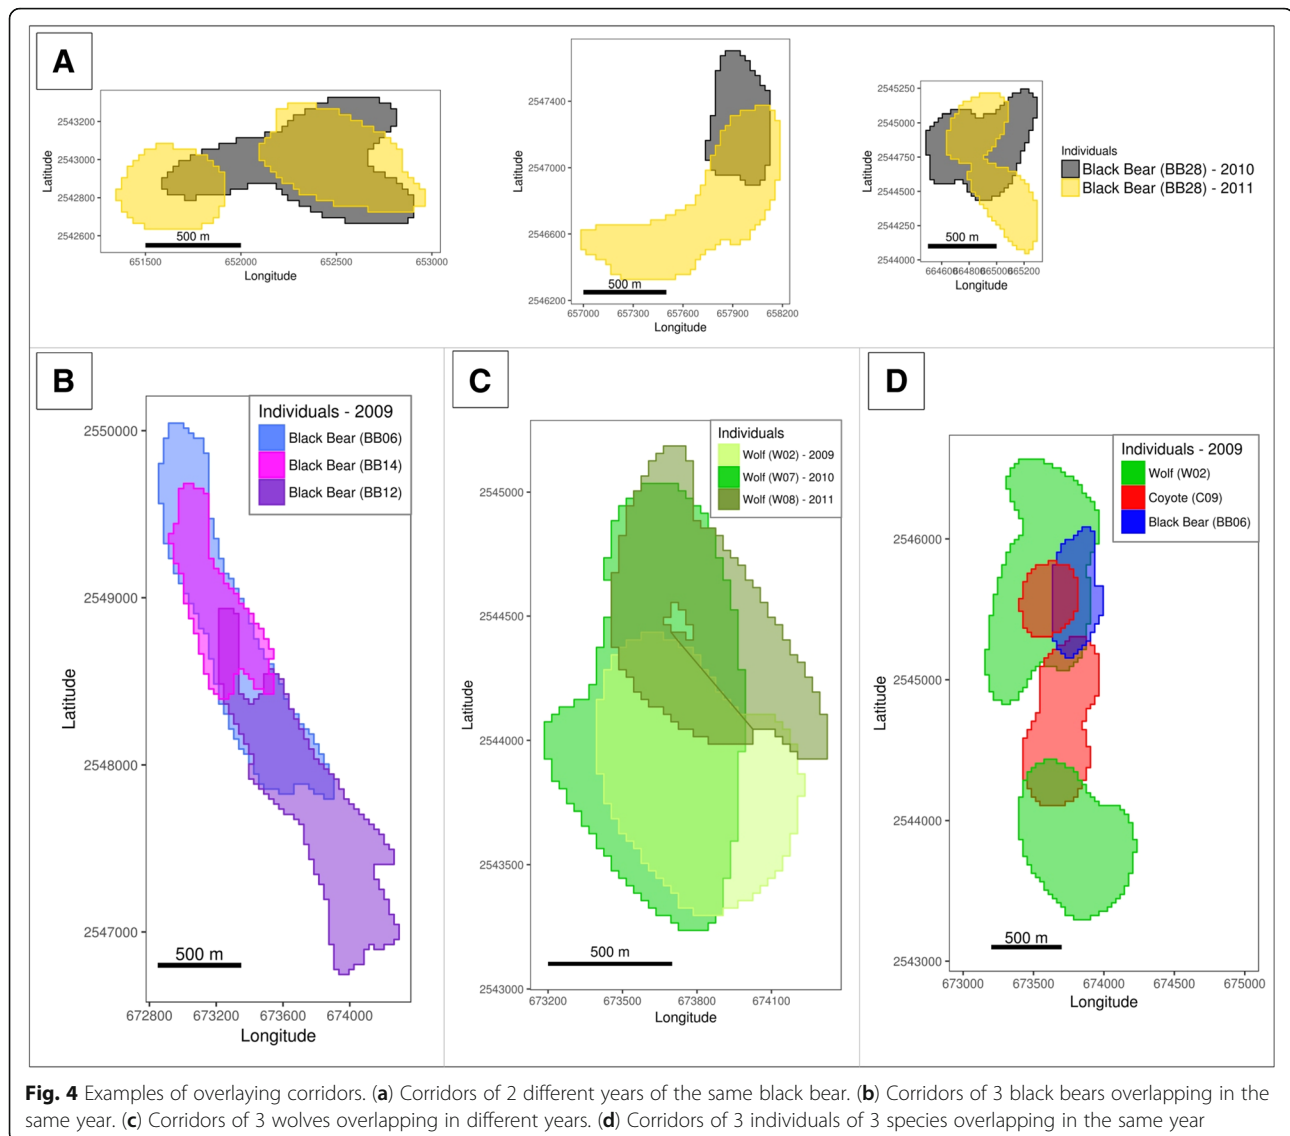 A
Latitude
2543200
2543000
2542800
2542600
500 m
651500 652000 652500 653000
Longitude
Latitude
2547400
2547000
2546600
2546200
500 m
657000 657300 657600 657900 658200
Longitude
Latitude
2545250
2545000
2544750
2544500
2544250
2544000
500 m
664600 664800 665000 665200
Longitude
Individuals
Black Bear (BB28) - 2010
Black Bear (BB28) - 2011
B
Individuals - 2009
Black Bear (BB06)
Black Bear (BB14)
Black Bear (BB12)
Latitude
2550000
2549000
2548000
2547000
500 m
672800 673200 673600 674000
Longitude
C
Individuals
Wolf (W02) - 2009
Wolf (W07) - 2010
Wolf (W08) - 2011
Latitude
2545000
2544500
2544000
2543500
2543000
500 m
673200 673500 673800 674100
Longitude
D
Individuals - 2009
Wolf (W02)
Coyote (C09)
Black Bear (BB06)
Latitude
2546000
2545000
2544000
2543000
500 m
673000 673500 674000 674500 675000
Longitude
Fig. 4 Examples of overlaying corridors. (a) Corridors of 2 different years of the same black bear. (b) Corridors of 3 black bears overlapping in the
same year. (c) Corridors of 3 wolves overlapping in different years. (d) Corridors of 3 individuals of 3 species overlapping in the same year